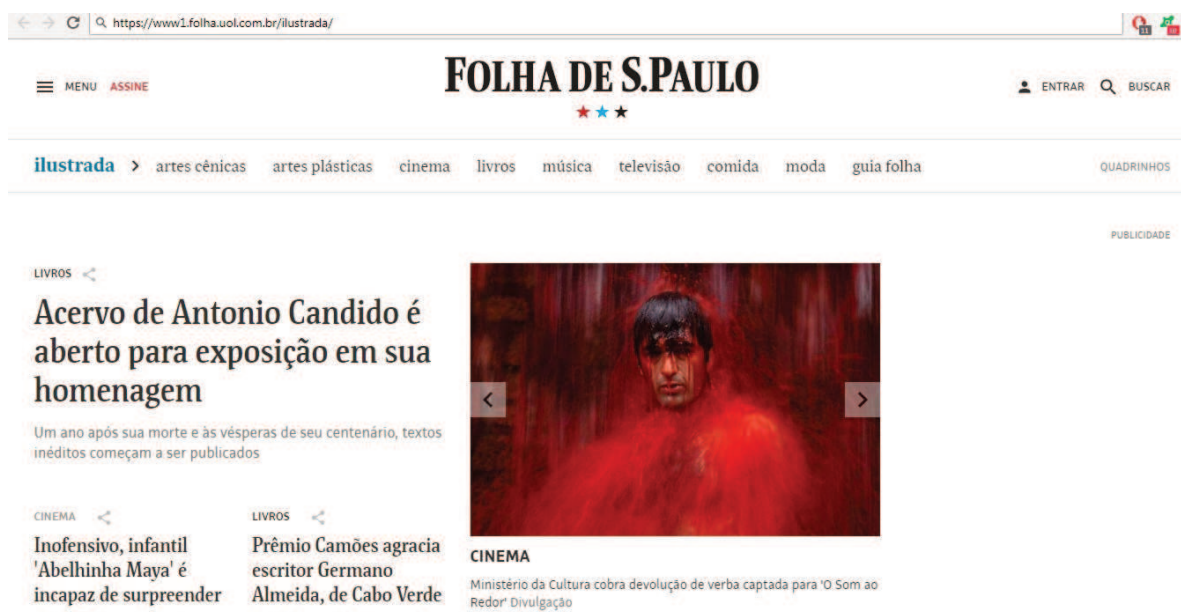 https://www1.folha.uol.com.br/ilustrada/
11
MENU ASSINE
FOLHA DE S.PAULO
ENTRAR BUSCAR
ilustrada > artes cênicas artes plásticas cinema livros música televisão comida moda guia folha QUADRINHOS
PUBLICIDADE
LIVROS
Acervo de Antonio Candido é
aberto para exposição em sua
homenagem
Um ano após sua morte e às vésperas de seu centenário, textos
inéditos começam a ser publicados
CINEMA
Inofensivo, infantil
'Abelhinha Maya' é
incapaz de surpreender
LIVROS
Prêmio Camões agracia
escritor Germano
Almeida, de Cabo Verde
CINEMA
Ministério da Cultura cobra devolução de verba captada para 'O Som ao
Redor' Divulgação